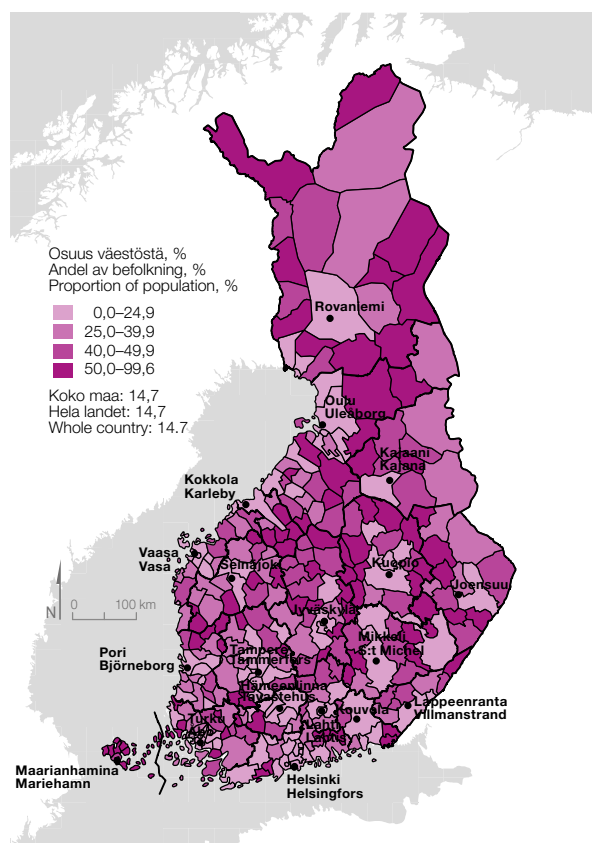 Osuus väestöstä, %
Andel av befolkning, %
Proportion of population, %
0,0–24,9
25,0–39,9
40,0–49,9
50,0–99,6
Koko maa: 14,7
Hela landet: 14,7
Whole country: 14.7
Rovaniemi
Oulu
Uleåborg
Kajaani
Kajana
Kokkola
Karleby
Vaasa
Vasa
Seinäjoki
Kuopio
Joensuu
N
0
100 km
Jyväskylä
Mikkeli
S:t Michel
Pori
Björneborg
Tampere
Tammerfors
Hämeenlinna
Tavastehus
Lappeenranta
Villmanstrand
Kouvola
Lahti
Lahtis
Turku
Åbo
Maarianhamina
Mariehamn
Helsinki
Helsingfors